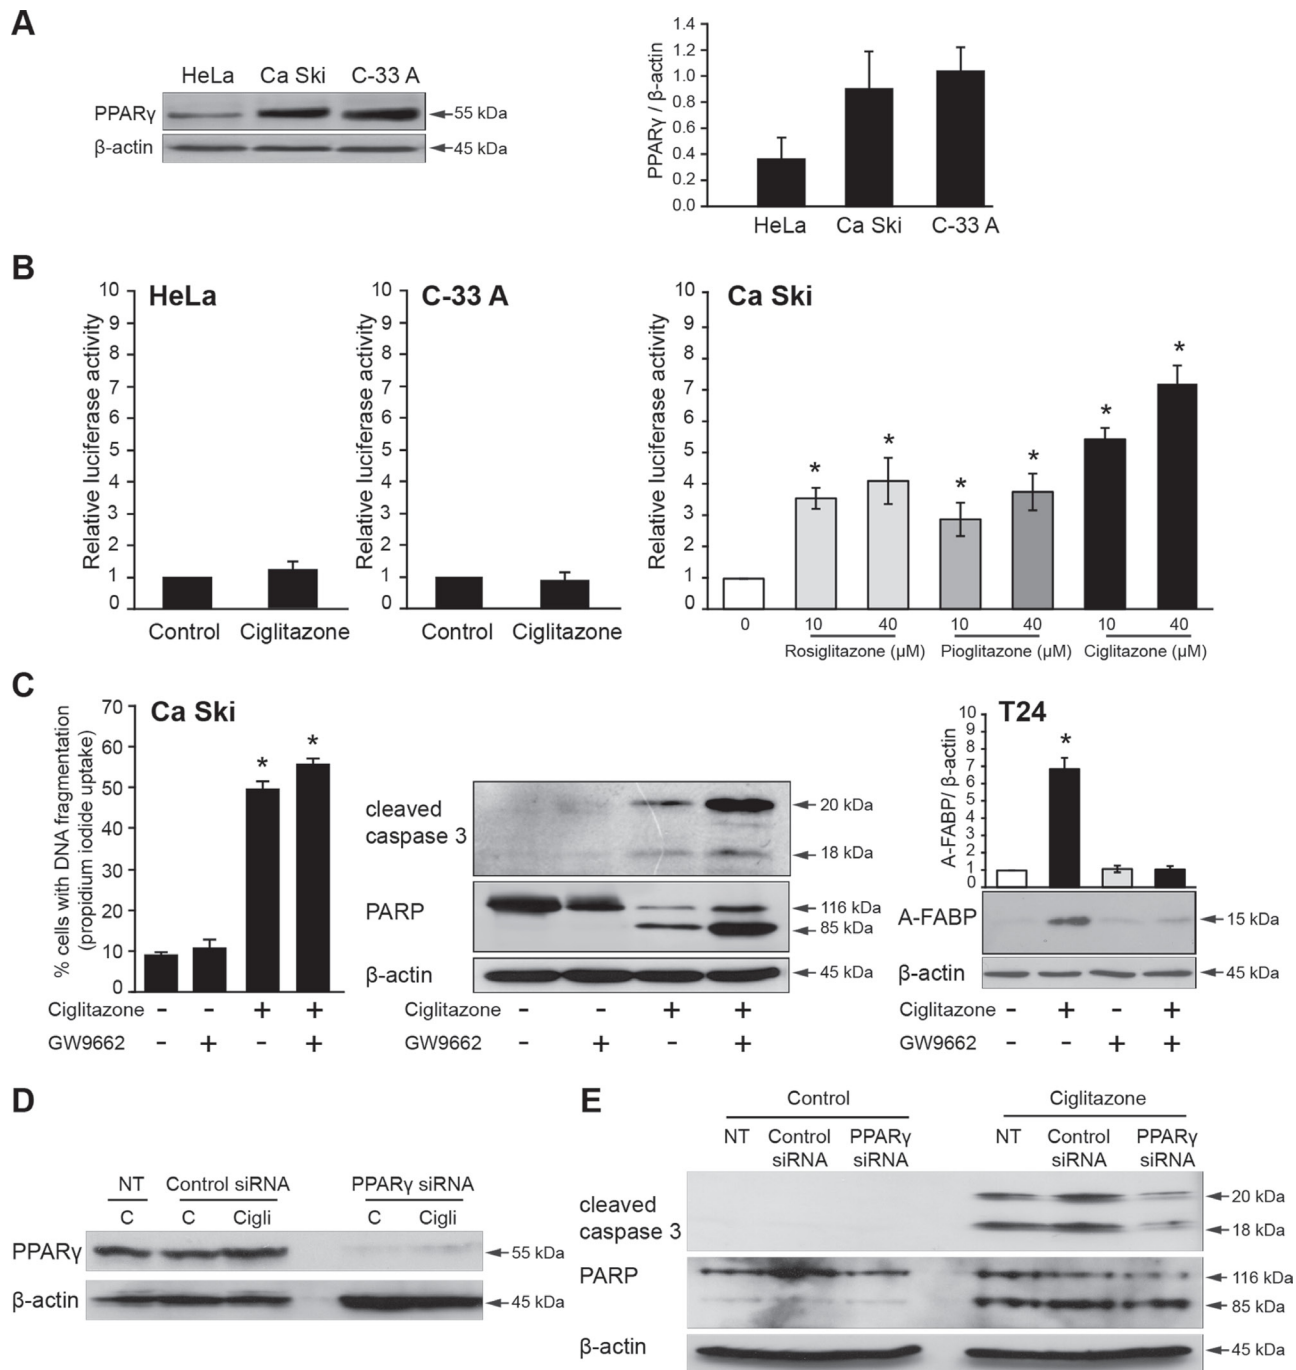 A
HeLa Ca Ski C-33 A
PPARγ 55 kDa
β-actin 45 kDa
PPARγ / β-actin
1.4
1.2
1.0
0.8
0.6
0.4
0.2
0.0
HeLa Ca Ski C-33 A
B
HeLa
Relative luciferase activity
10
9
8
7
6
5
4
3
2
1
0
Control Ciglitazone
C-33 A
Relative luciferase activity
10
9
8
7
6
5
4
3
2
1
0
Control Ciglitazone
Ca Ski
Relative luciferase activity
10
9
8
7
6
5
4
3
2
1
0
* * * * * *
0 10 40 10 40 10 40
Rosiglitazone (µM) Pioglitazone (µM) Ciglitazone (µM)
C
Ca Ski
% cells with DNA fragmentation
(propidium iodide uptake)
70
60
50
40
30
20
10
0
* *
Ciglitazone - - + +
GW9662 - + - +
cleaved
caspase 3
20 kDa
18 kDa
PARP
116 kDa
85 kDa
β-actin 45 kDa
Ciglitazone - - + +
GW9662 - + - +
T24
A-FABP/ β-actin
10
9
8
7
6
5
4
3
2
1
0
*
A-FABP 15 kDa
β-actin 45 kDa
Ciglitazone - + - +
GW9662 - - + +
D
NT Control siRNA PPARγ siRNA
C C Cigli C Cigli
PPARγ 55 kDa
β-actin 45 kDa
E
Control Ciglitazone
NT Control PPARγ NT Control PPARγ
siRNA siRNA siRNA siRNA
cleaved
caspase 3
20 kDa
18 kDa
PARP
116 kDa
85 kDa
β-actin 45 kDa